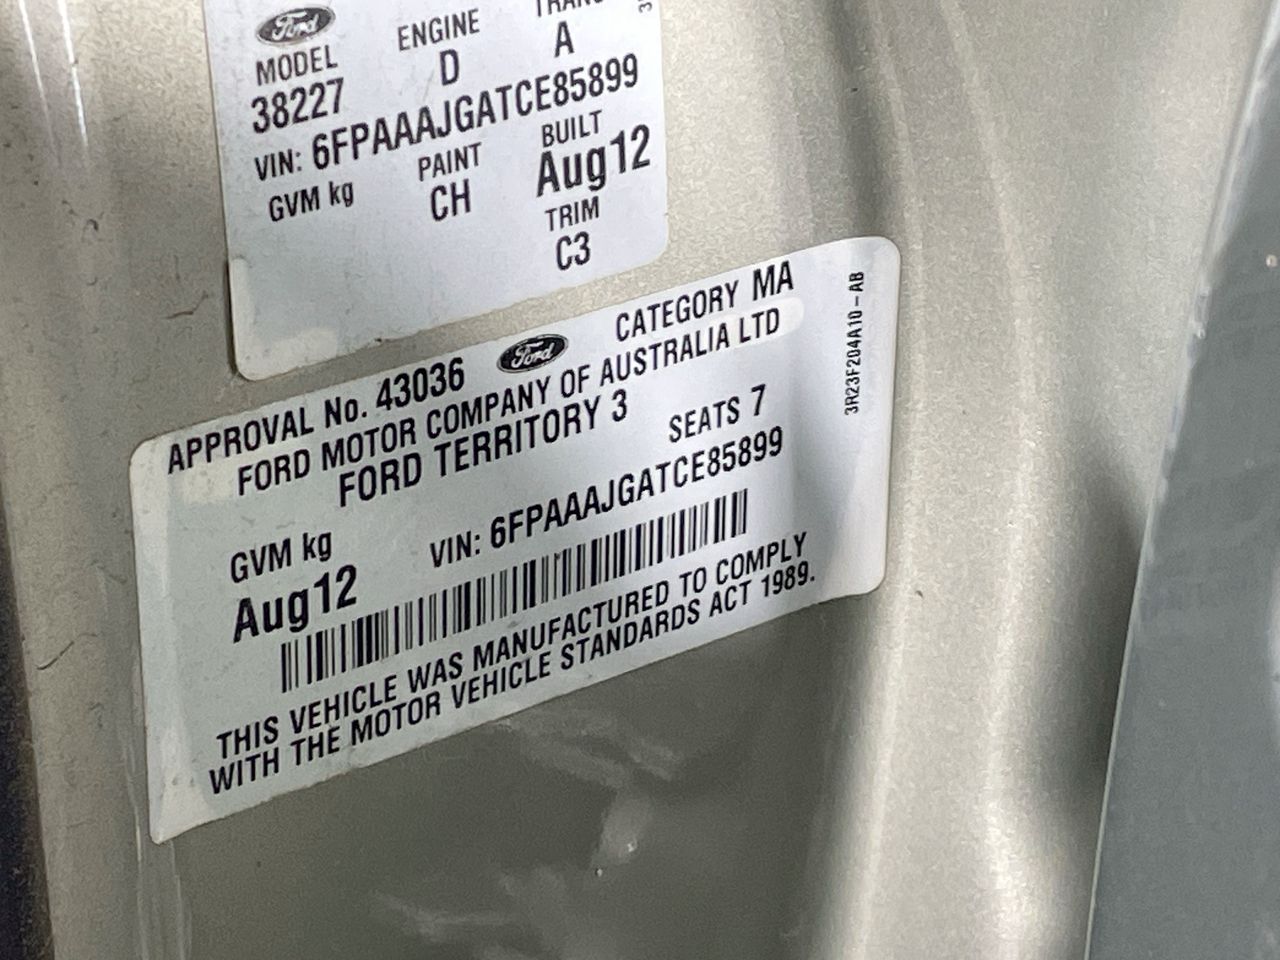 Ford
MODEL ENGINE
38227 D A
VIN: 6FPAAAJGATCE85899
GVM kg PAINT BUILT
CH Aug12
TRIM
C3
APPROVAL No. 43036 Ford CATEGORY MA
FORD MOTOR COMPANY OF AUSTRALIA LTD
FORD TERRITORY 3
SEATS 7
GVM kg VIN: 6FPAAAJGATCE85899
Aug12
THIS VEHICLE WAS MANUFACTURED TO COMPLY
WITH THE MOTOR VEHICLE STANDARDS ACT 1989.
3R23F204A10-AB